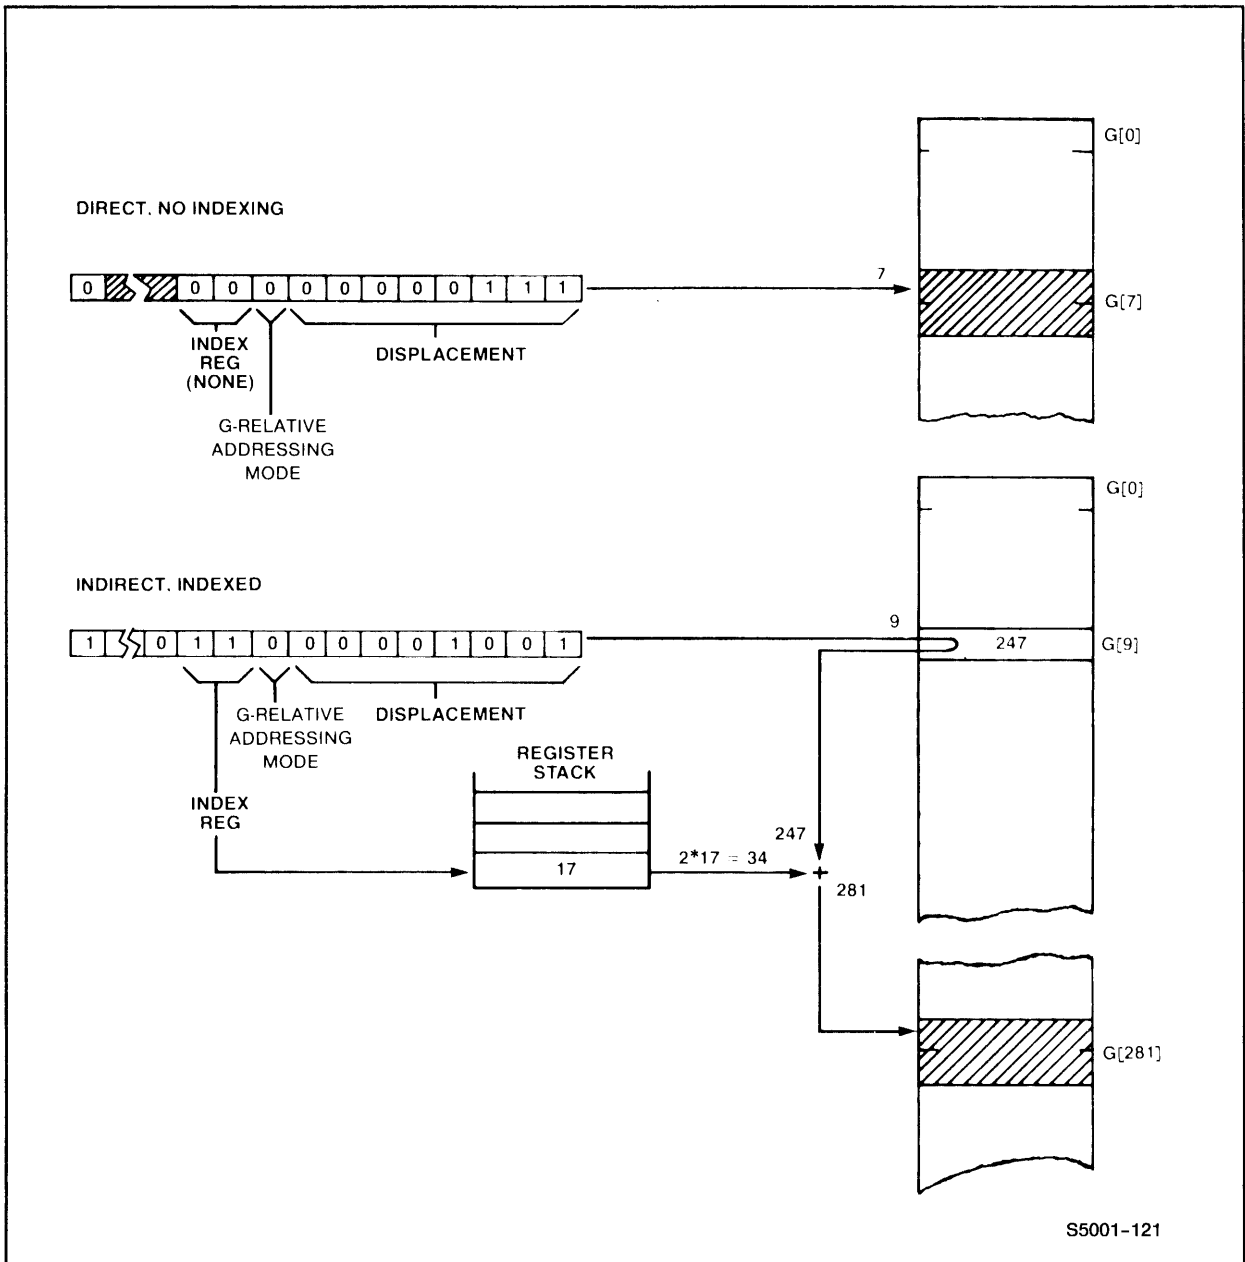 G[0]
DIRECT. NO INDEXING
7
0 0 0 0 0 0 0 0 0 1 1 1
G[7]
INDEX
REG
(NONE)
DISPLACEMENT
G-RELATIVE
ADDRESSING
MODE
G[0]
INDIRECT. INDEXED
9
1 0 1 1 0 0 0 0 0 1 0 0 1
247
G[9]
G-RELATIVE
ADDRESSING
MODE
DISPLACEMENT
REGISTER
STACK
INDEX
REG
247
17
2*17 = 34
+
281
G[281]
S5001-121